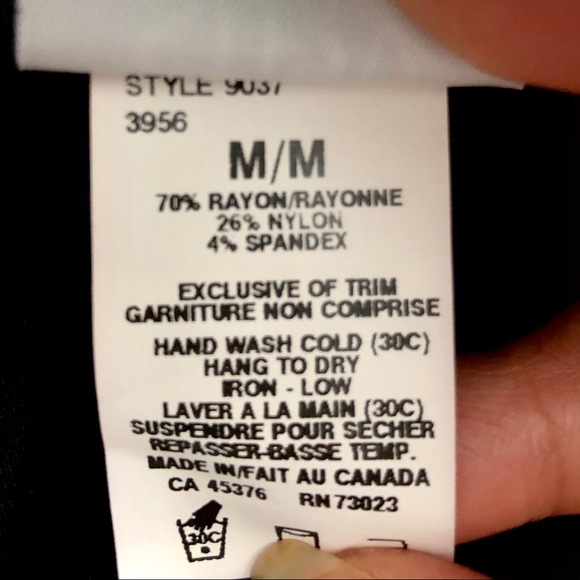 STYLE 9037
3956
M/M
70% RAYON/RAYONNE
26% NYLON
4% SPANDEX
EXCLUSIVE OF TRIM
GARNITURE NON COMPRISE
HAND WASH COLD (30C)
HANG TO DRY
IRON - LOW
LAVER A LA MAIN (30C)
SUSPENDRE POUR SECHER
REPASSER-BASSE TEMP.
MADE IN/FAIT AU CANADA
CA 45376 RN 73023
30C